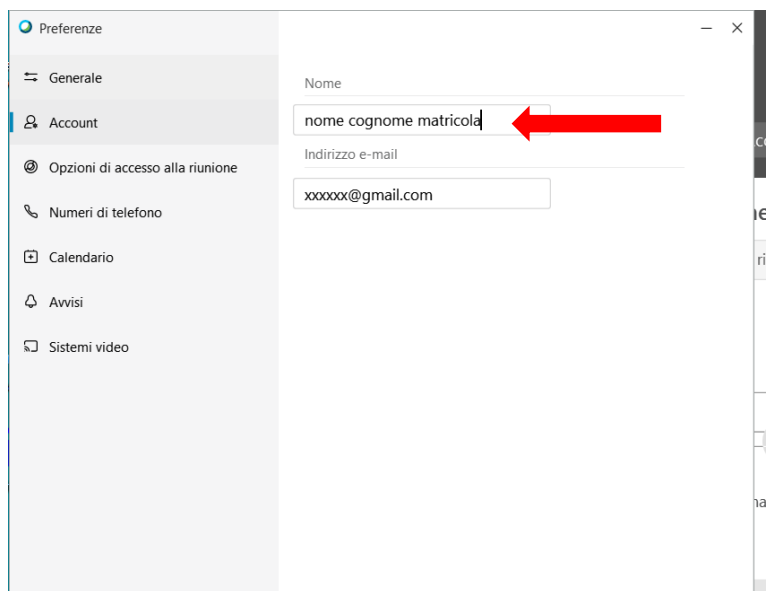 Preferenze
Generale
Account
Opzioni di accesso alla riunione
Numeri di telefono
Calendario
Avvisi
Sistemi video
Nome
nome cognome matricola
Indirizzo e-mail
xxxxxx@gmail.com
ri